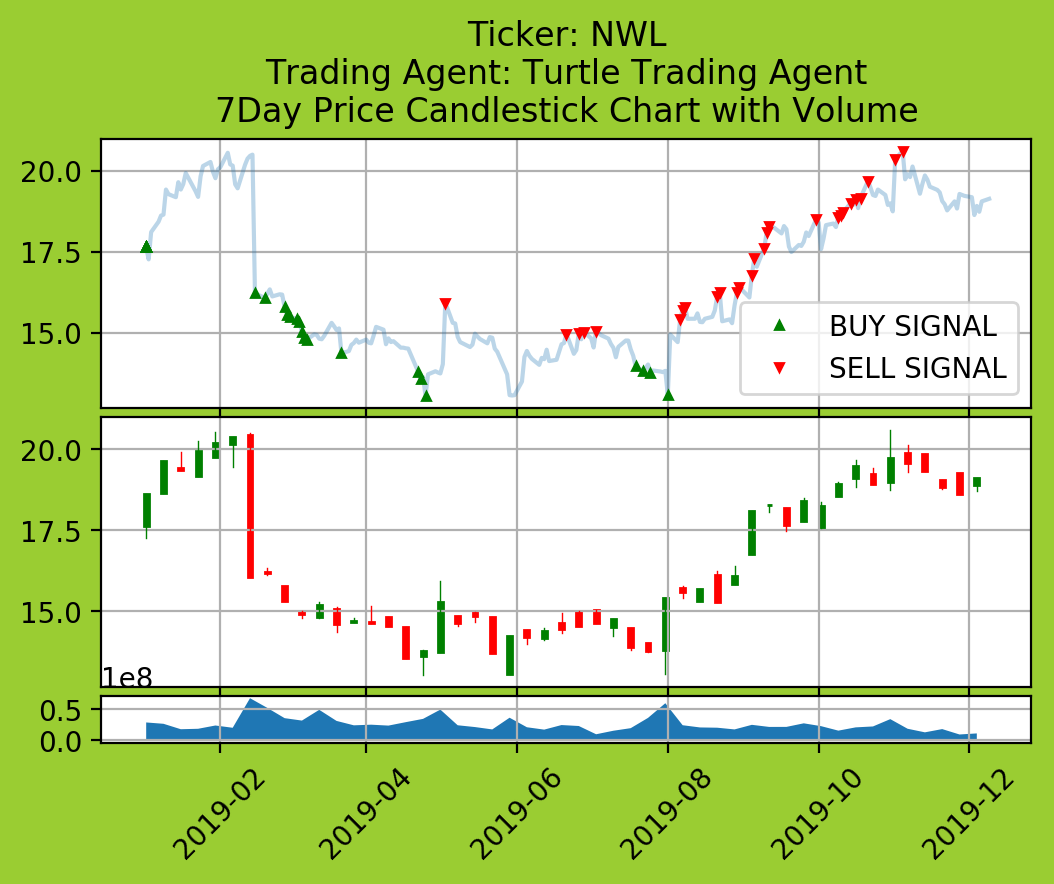 Ticker: NWL
Trading Agent: Turtle Trading Agent
7Day Price Candlestick Chart with Volume
20.0
17.5
15.0
BUY SIGNAL
SELL SIGNAL
20.0
17.5
15.0
1e8
0.5
0.0
2019-02
2019-04
2019-06
2019-08
2019-10
2019-12